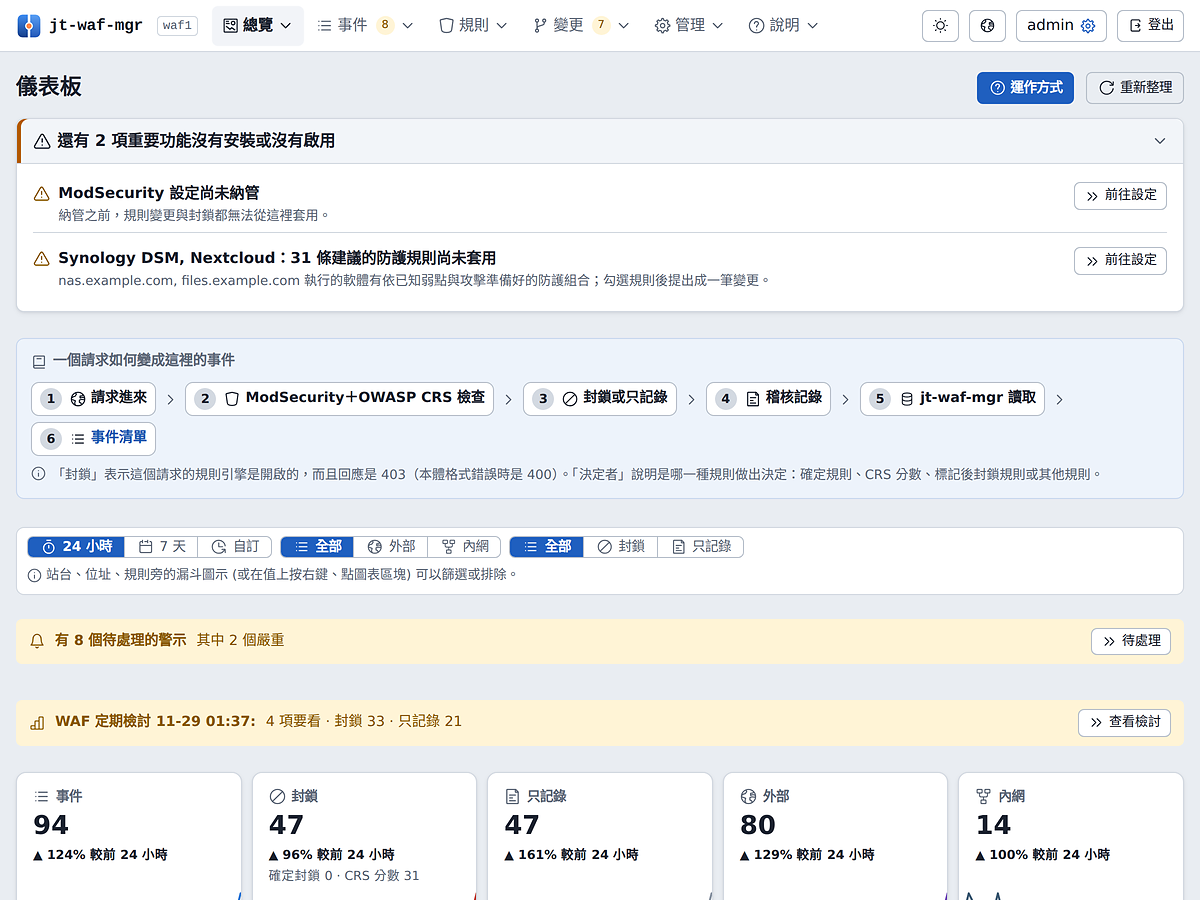 jt-waf-mgr waf1 總覽 事件 8 規則 變更 7 管理 說明 admin 登出
儀表板 運作方式 重新整理
還有 2 項重要功能沒有安裝或沒有啟用
ModSecurity 設定尚未納管 前往設定
納管之前，規則變更與封鎖都無法從這裡套用。
Synology DSM, Nextcloud：31 條建議的防護規則尚未套用 前往設定
nas.example.com, files.example.com 執行的軟體有依已知弱點與攻擊準備好的防護組合；勾選規則後提出成一筆變更。
一個請求如何變成這裡的事件
1 請求進來 2 ModSecurity＋OWASP CRS 檢查 3 封鎖或只記錄 4 稽核記錄 5 jt-waf-mgr 讀取
6 事件清單
「封鎖」表示這個請求的規則引擎是開啟的，而且回應是 403（本體格式錯誤時是 400）。「決定者」說明是哪一種規則做出決定：確定規則、CRS 分數、標記後封鎖規則或其他規則。
24 小時 7 天 自訂 全部 外部 內網 全部 封鎖 只記錄
站台、位址、規則旁的漏斗圖示 (或在值上按右鍵、點圖表區塊) 可以篩選或排除。
有 8 個待處理的警示 其中 2 個嚴重 待處理
WAF 定期檢討 11-29 01:37: 4 項要看 · 封鎖 33 · 只記錄 21 查看檢討
事件 封鎖 只記錄 外部 內網
94 47 47 80 14
▲124% 較前 24 小時 ▲96% 較前 24 小時 ▲161% 較前 24 小時 ▲129% 較前 24 小時 ▲100% 較前 24 小時
確定封鎖 0 · CRS 分數 31